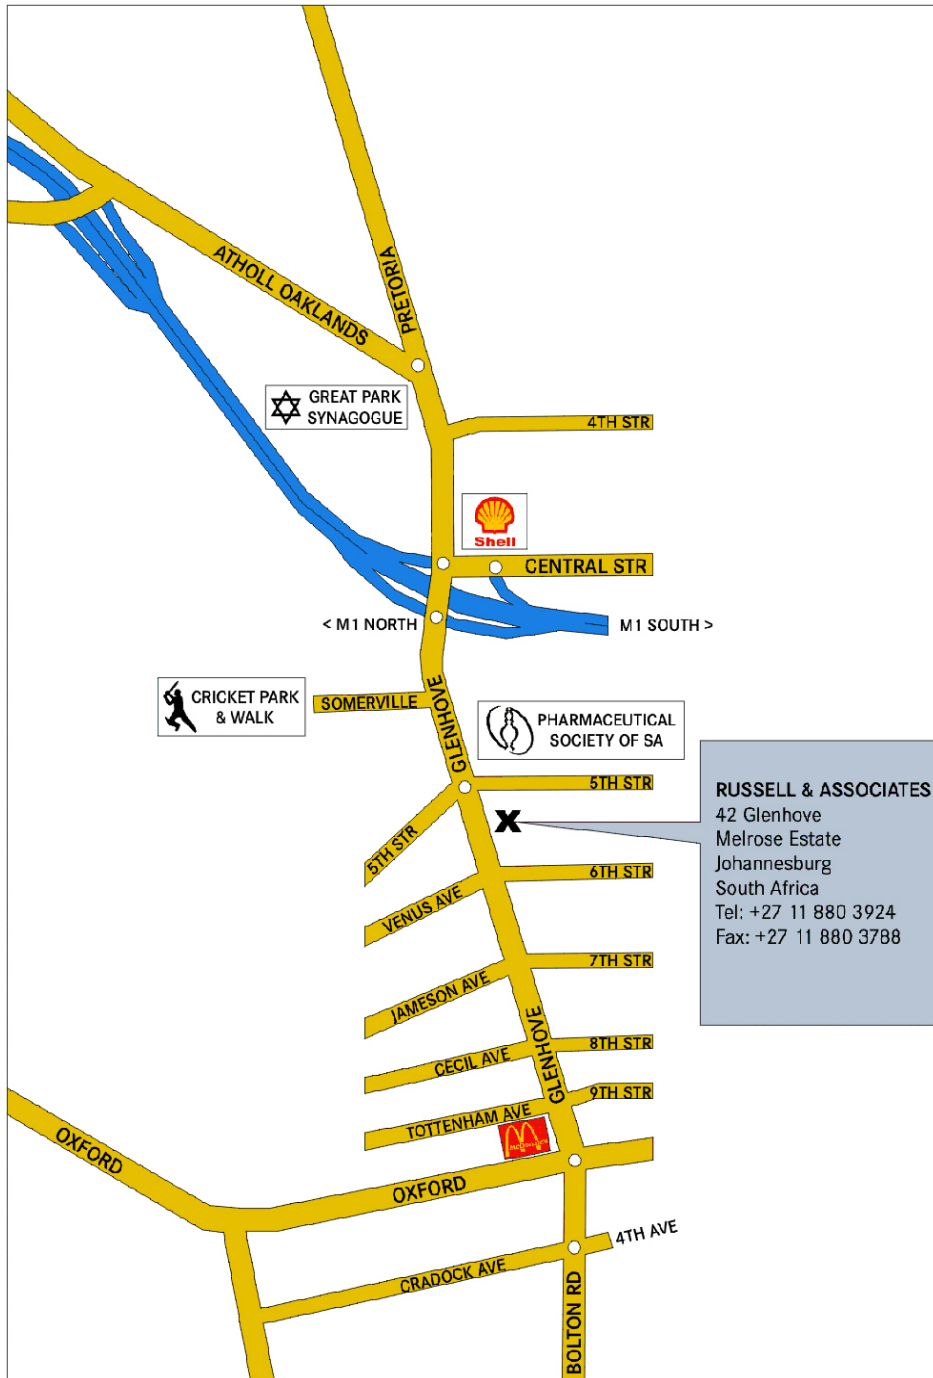 PRETORIA
ATHOLL OAKLANDS
GREAT PARK
SYNAGOGUE
4TH STR
Shell
CENTRAL STR
< M1 NORTH
M1 SOUTH >
CRICKET PARK
& WALK
SOMERVILLE
GLENHOVE
PHARMACEUTICAL
SOCIETY OF SA
5TH STR
5TH STR
X
RUSSELL & ASSOCIATES
42 Glenhove
Melrose Estate
Johannesburg
South Africa
Tel: +27 11 880 3924
Fax: +27 11 880 3788
6TH STR
VENUS AVE
7TH STR
JAMESON AVE
GLENHOVE
8TH STR
CECIL AVE
9TH STR
TOTTENHAM AVE
McDonald's
OXFORD
OXFORD
4TH AVE
CRADOCK AVE
BOLTON RD